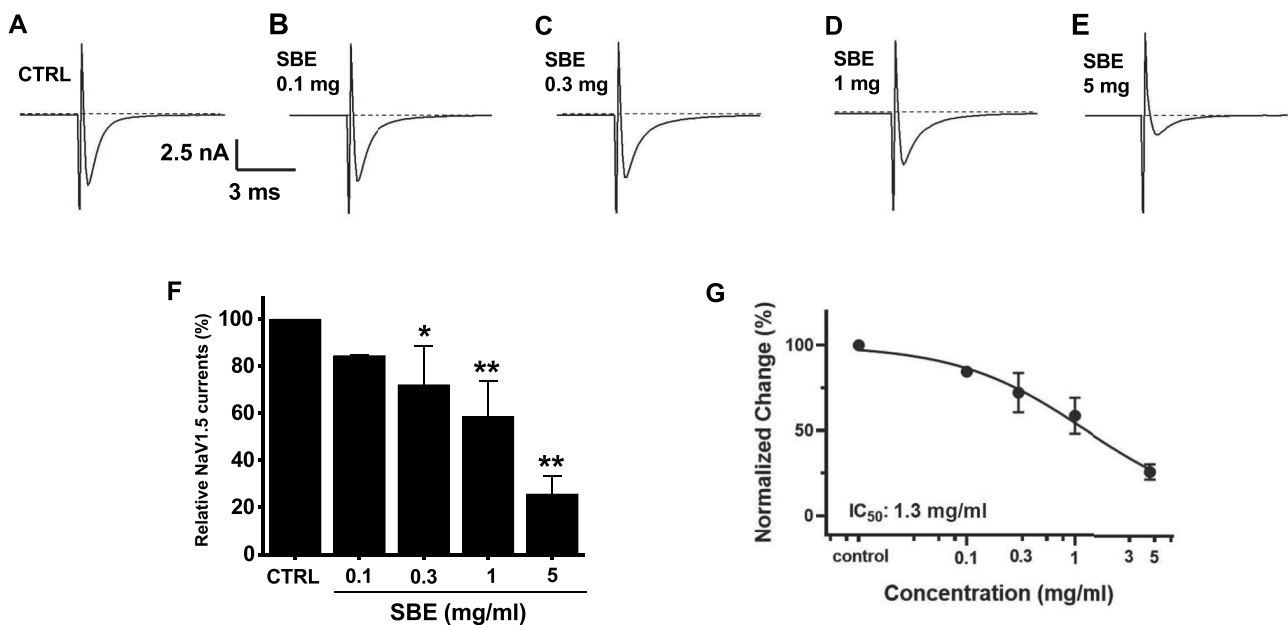 A
B
C
D
E
CTRL
SBE
0.1 mg
SBE
0.3 mg
SBE
1 mg
SBE
5 mg
2.5 nA
3 ms
F
Relative NaV1.5 currents (%)
100
80
60
40
20
0
*
**
**
CTRL
0.1
0.3
1
5
SBE (mg/ml)
G
Normalized Change (%)
100
50
0
IC₅₀: 1.3 mg/ml
control
0.1
0.3
1
3
5
Concentration (mg/ml)